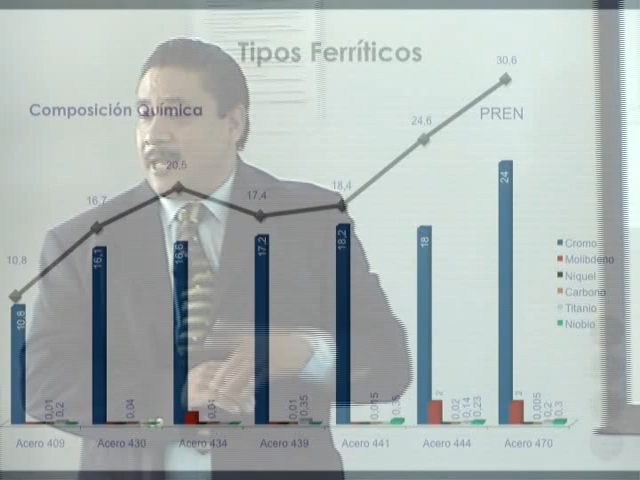 Tipos Ferríticos
Composición Química
PREN
30,6
24,6
20,5
16,7
17,4
18,4
10,8
10,8
16,1
16,6
17,2
18,2
18
24
0,01
0,2
0,04
0,01
0,35
0,015
2
0,02
0,14
0,23
2
0,005
0,2
0,3
Cromo
Molibdeno
Níquel
Carbono
Titanio
Niobio
Acero 409
Acero 430
Acero 434
Acero 439
Acero 441
Acero 444
Acero 470